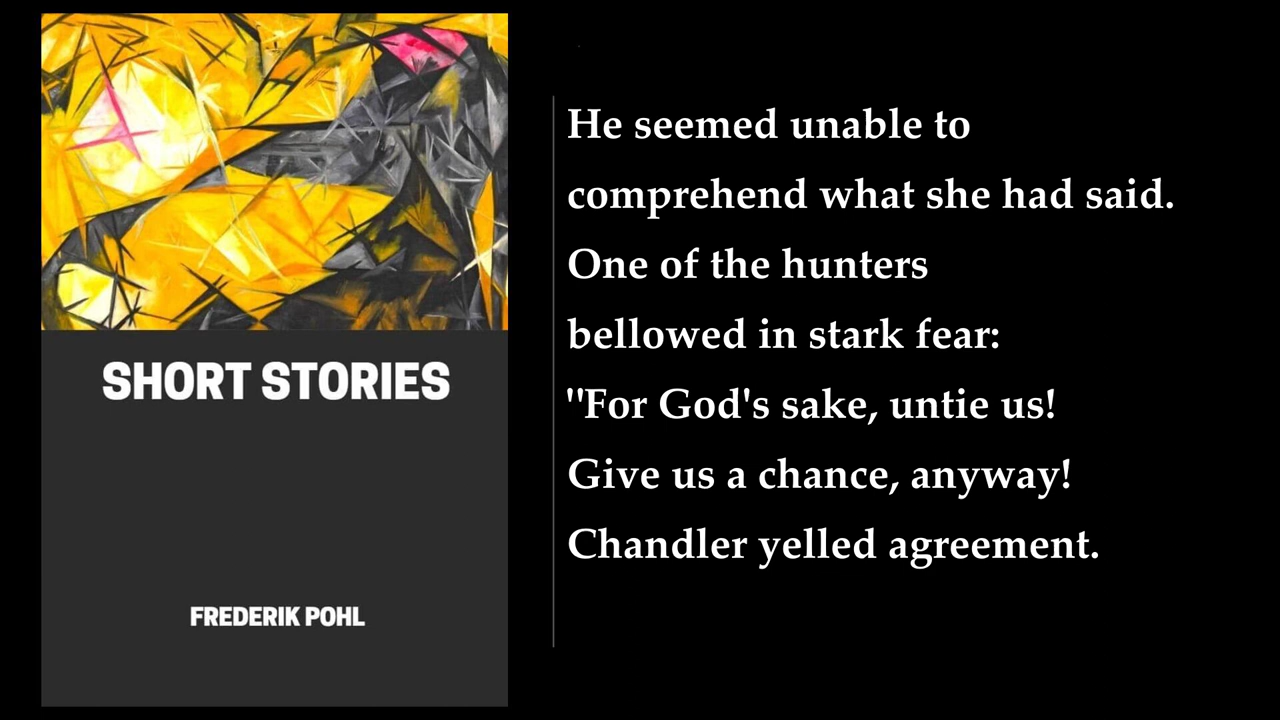 SHORT STORIES
FREDERIK POHL
He seemed unable to
comprehend what she had said.
One of the hunters
bellowed in stark fear:
"For God's sake, untie us!
Give us a chance, anyway!
Chandler yelled agreement.